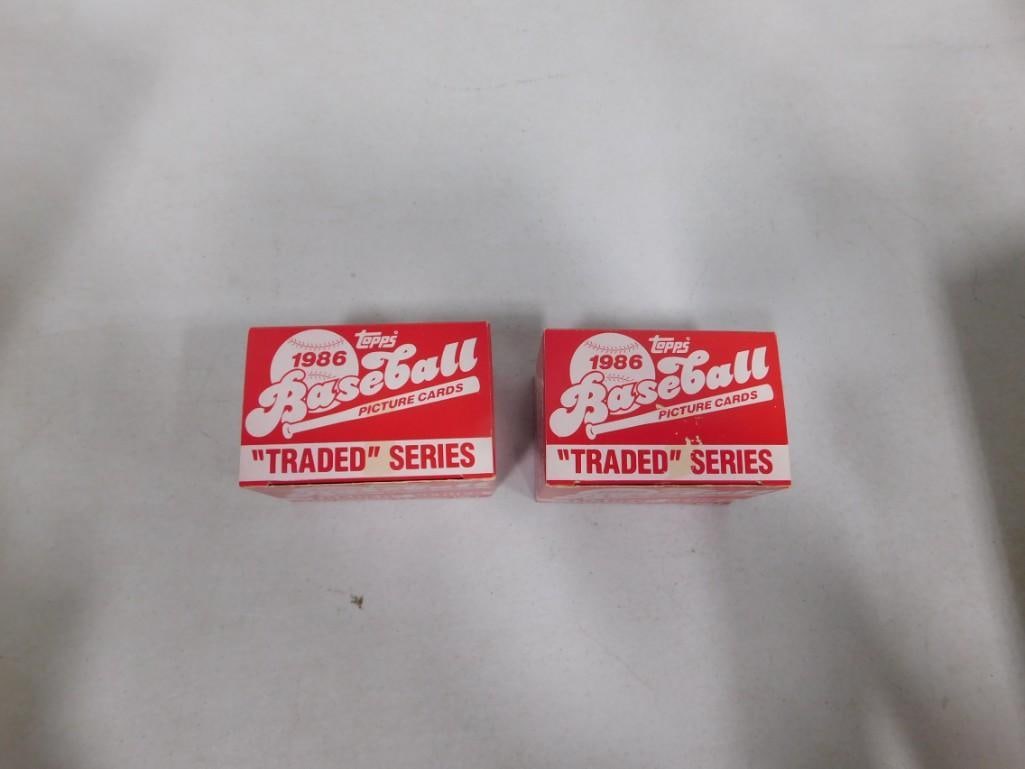 topps
1986
Baseball
PICTURE CARDS
"TRADED" SERIES
topps
1986
Baseball
PICTURE CARDS
"TRADED" SERIES